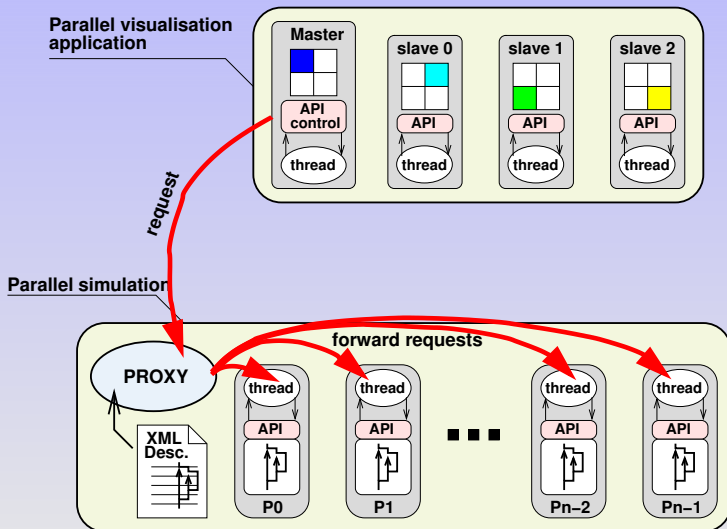 Parallel visualisation
application
Master
slave 0
slave 1
slave 2
API
control
API
API
API
thread
thread
thread
thread
request
Parallel simulation
forward requests
PROXY
thread
thread
thread
thread
XML
Desc.
API
API
API
API
P0
P1
Pn−2
Pn−1